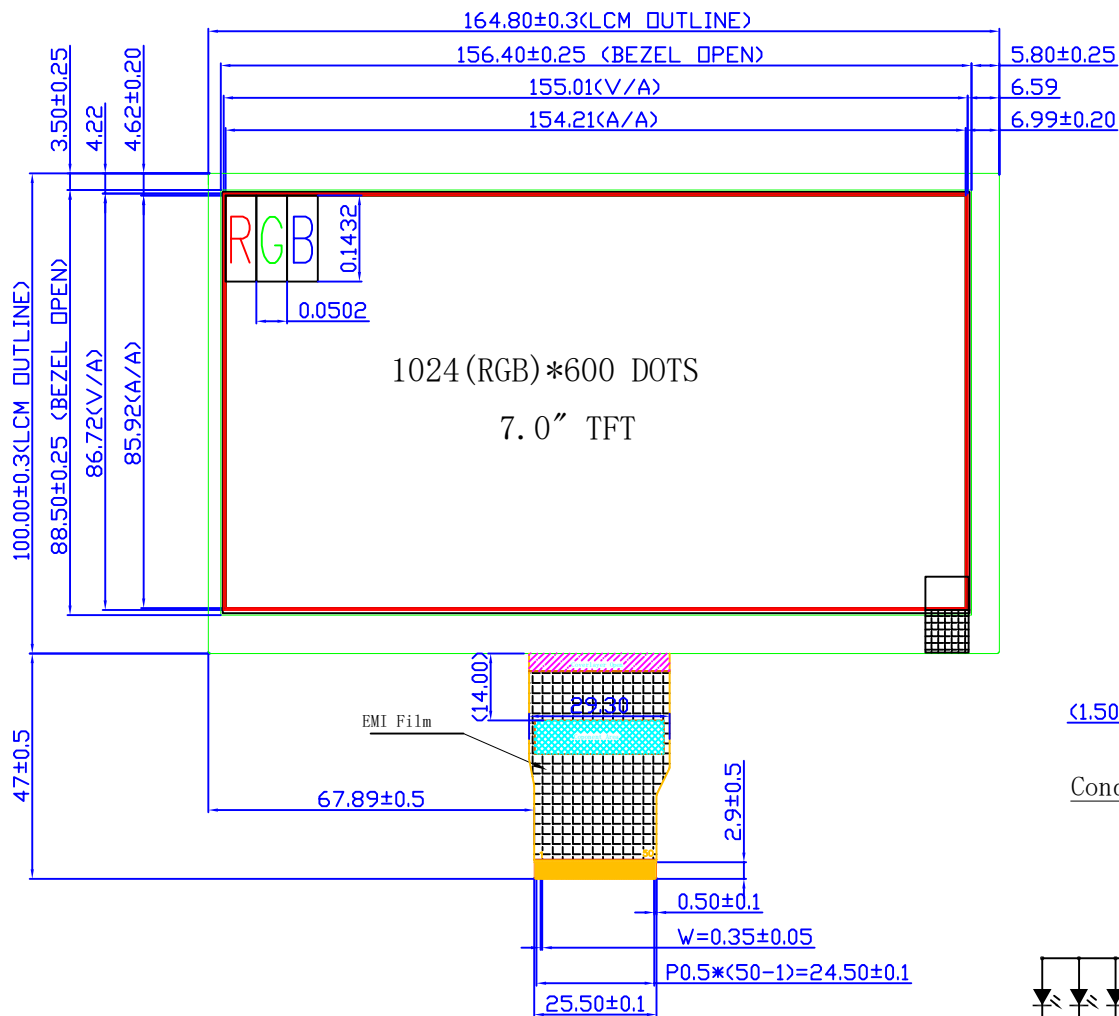 164.80±0.3(LCM OUTLINE)
156.40±0.25 (BEZEL OPEN)
5.80±0.25
155.01(V/A)
6.59
154.21(A/A)
6.99±0.20
3.50±0.25
4.22
4.62±0.20
100.00±0.3(LCM OUTLINE)
88.50±0.25 (BEZEL OPEN)
86.72(V/A)
85.92(A/A)
R G B
0.1432
0.0502
1024(RGB)*600 DOTS
7.0″ TFT
(14.00)
29.30
EMI Film
(1.50
47±0.5
67.89±0.5
2.9±0.5
Conc
50
0.50±0.1
W=0.35±0.05
P0.5*(50-1)=24.50±0.1
25.50±0.1